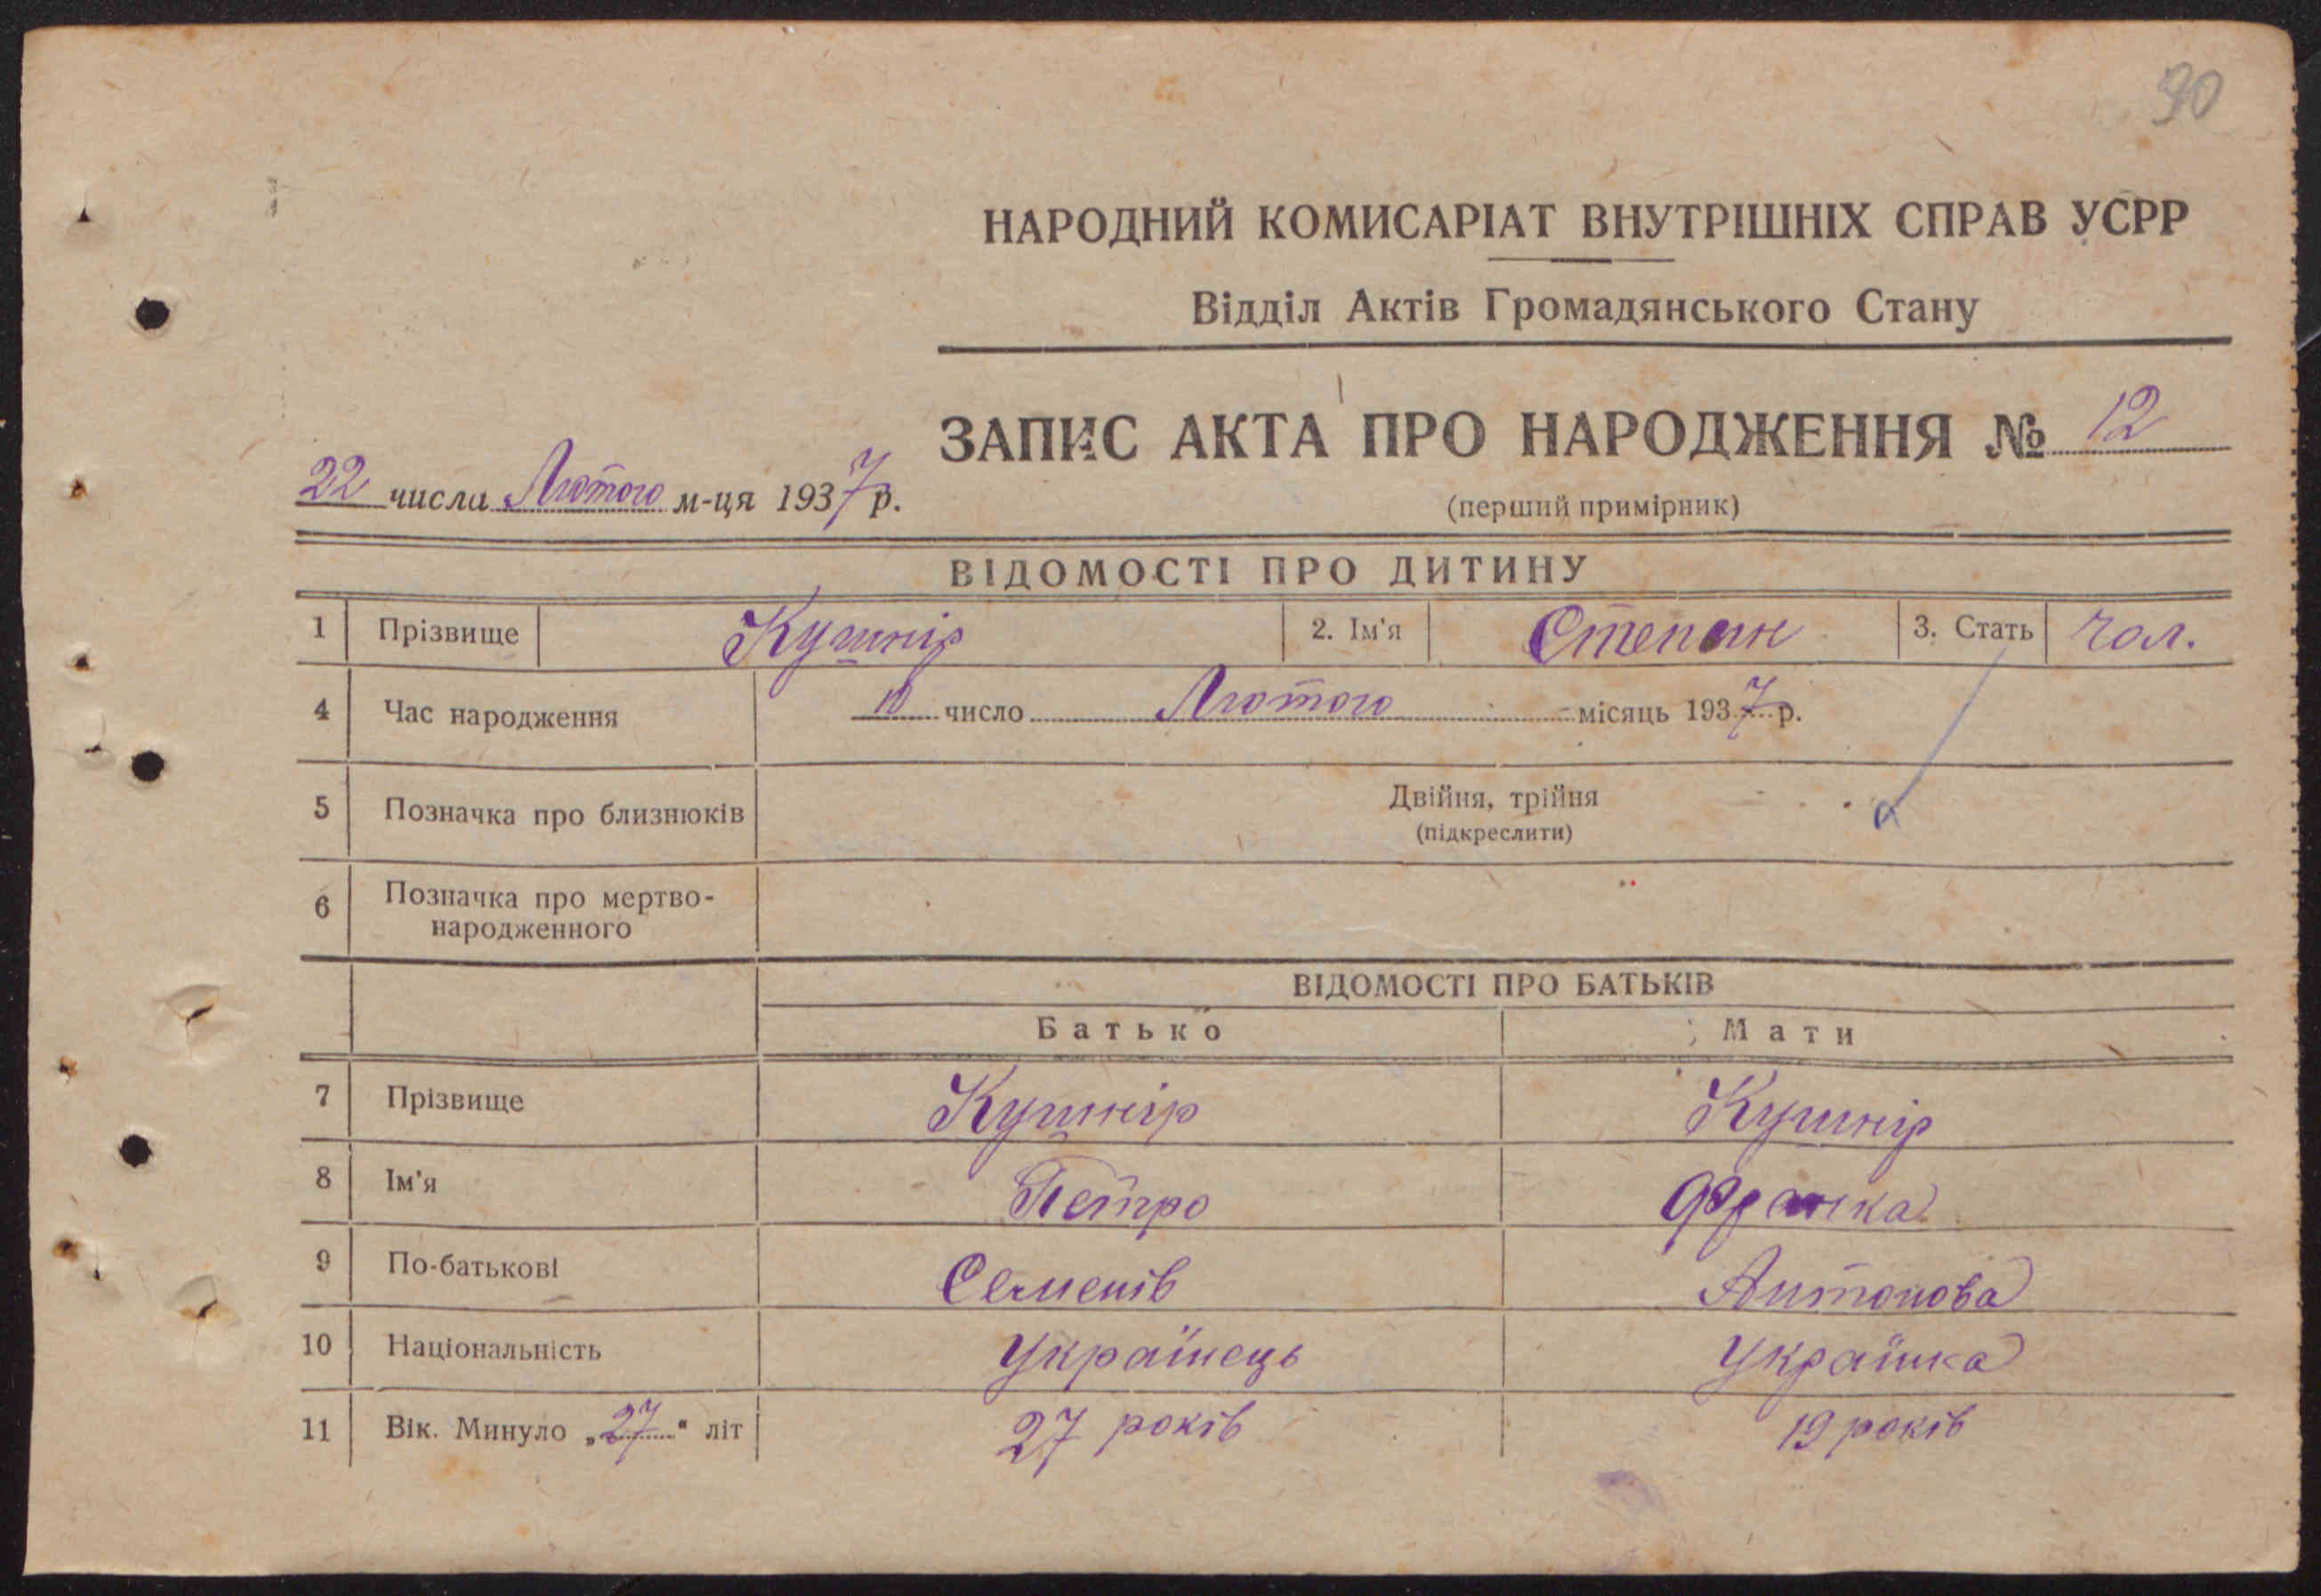 90
НАРОДНИЙ КОМИСАРІАТ ВНУТРІШНІХ СПРАВ УСРР
Відділ Актів Громадянського Стану
ЗАПИС АКТА ПРО НАРОДЖЕННЯ № 12
22 числа Лютого м-ця 1937 р.
(перший примірник)
ВІДОМОСТІ ПРО ДИТИНУ
1 Прізвище Кушнір 2. Ім'я Степан 3. Стать чол.
4 Час народження 10 число Лютого місяць 1937 р.
5 Позначка про близнюків Двійня, трійня
(підкреслити)
6 Позначка про мертво-
народженного
ВІДОМОСТІ ПРО БАТЬКІВ
Батько Мати
7 Прізвище Кушнір Кушнір
8 Ім'я Петро Франка
9 По-батькові Семенів Антонова
10 Національність Українець Українка
11 Вік. Минуло „27" літ 27 років 19 років